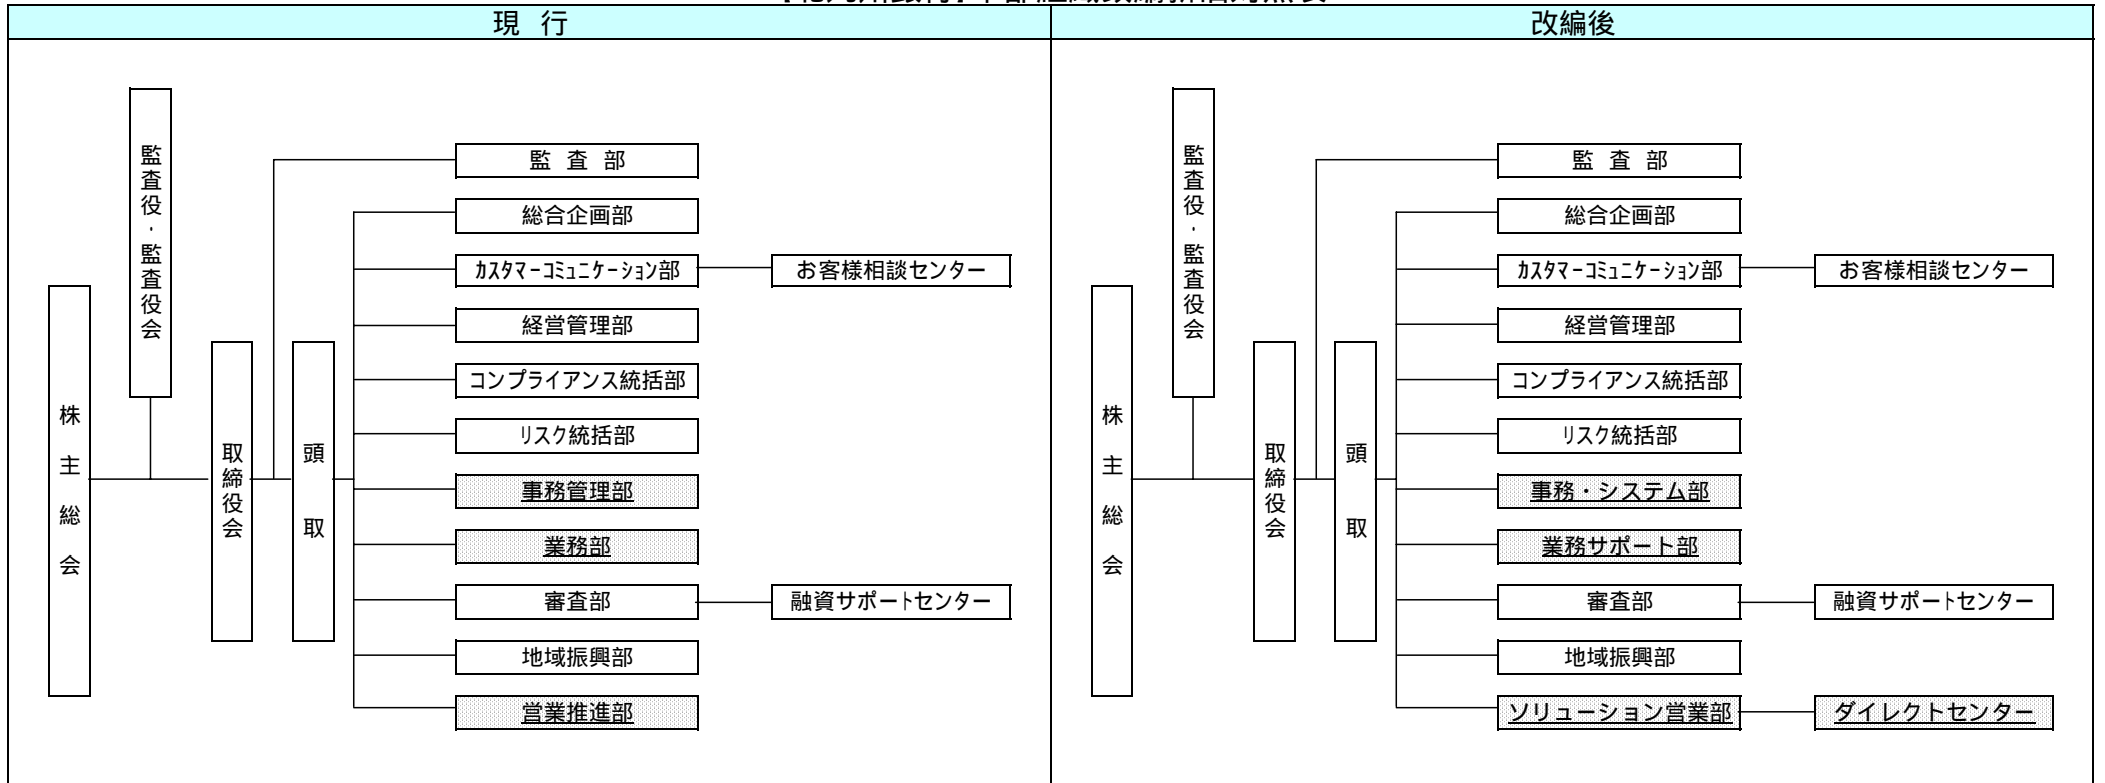 現 行
改編後
監査役・監査役会
株主総会
取締役会
頭取
監 査 部
総合企画部
ｶｽﾀﾏｰｺﾐｭﾆｹｰｼｮﾝ部
お客様相談センター
経営管理部
コンプライアンス統括部
リスク統括部
事務管理部
業務部
審査部
融資サポートセンター
地域振興部
営業推進部
監査役・監査役会
株主総会
取締役会
頭取
監 査 部
総合企画部
ｶｽﾀﾏｰｺﾐｭﾆｹｰｼｮﾝ部
お客様相談センター
経営管理部
コンプライアンス統括部
リスク統括部
事務・システム部
業務サポート部
審査部
融資サポートセンター
地域振興部
ソリューション営業部
ダイレクトセンター